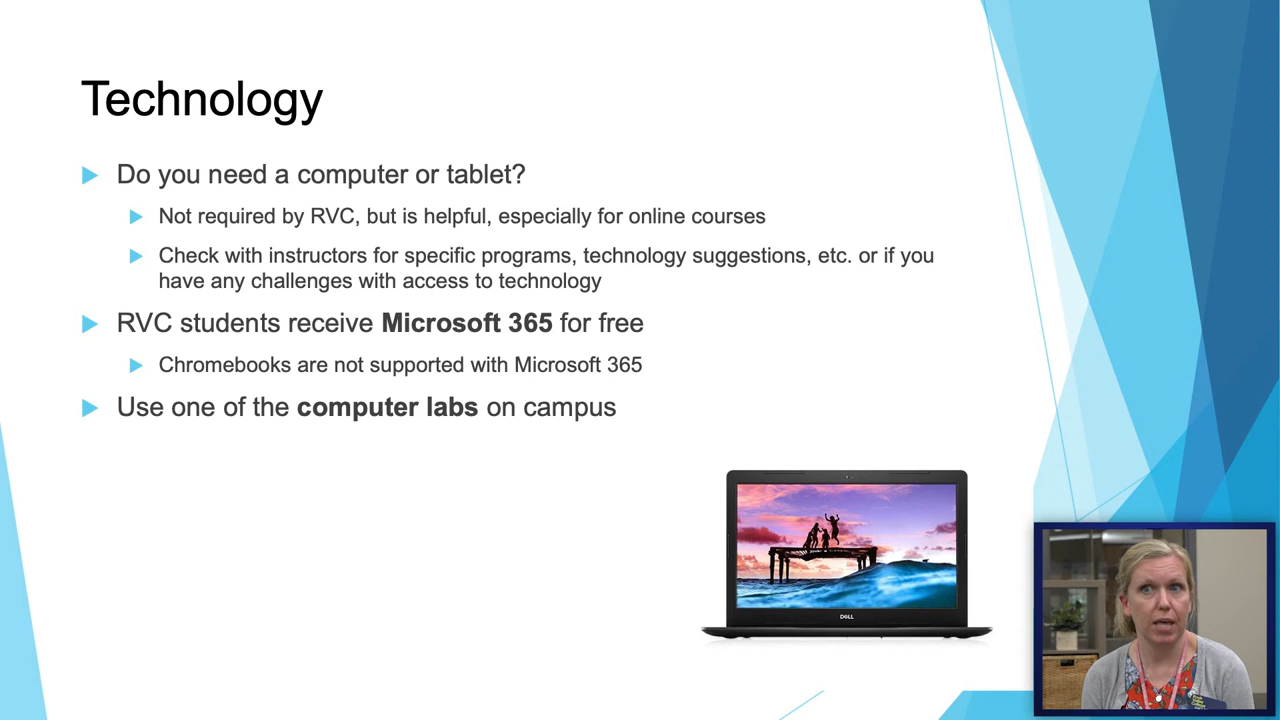 Technology
Do you need a computer or tablet?
Not required by RVC, but is helpful, especially for online courses
Check with instructors for specific programs, technology suggestions, etc. or if you
have any challenges with access to technology
RVC students receive Microsoft 365 for free
Chromebooks are not supported with Microsoft 365
Use one of the computer labs on campus
DELL